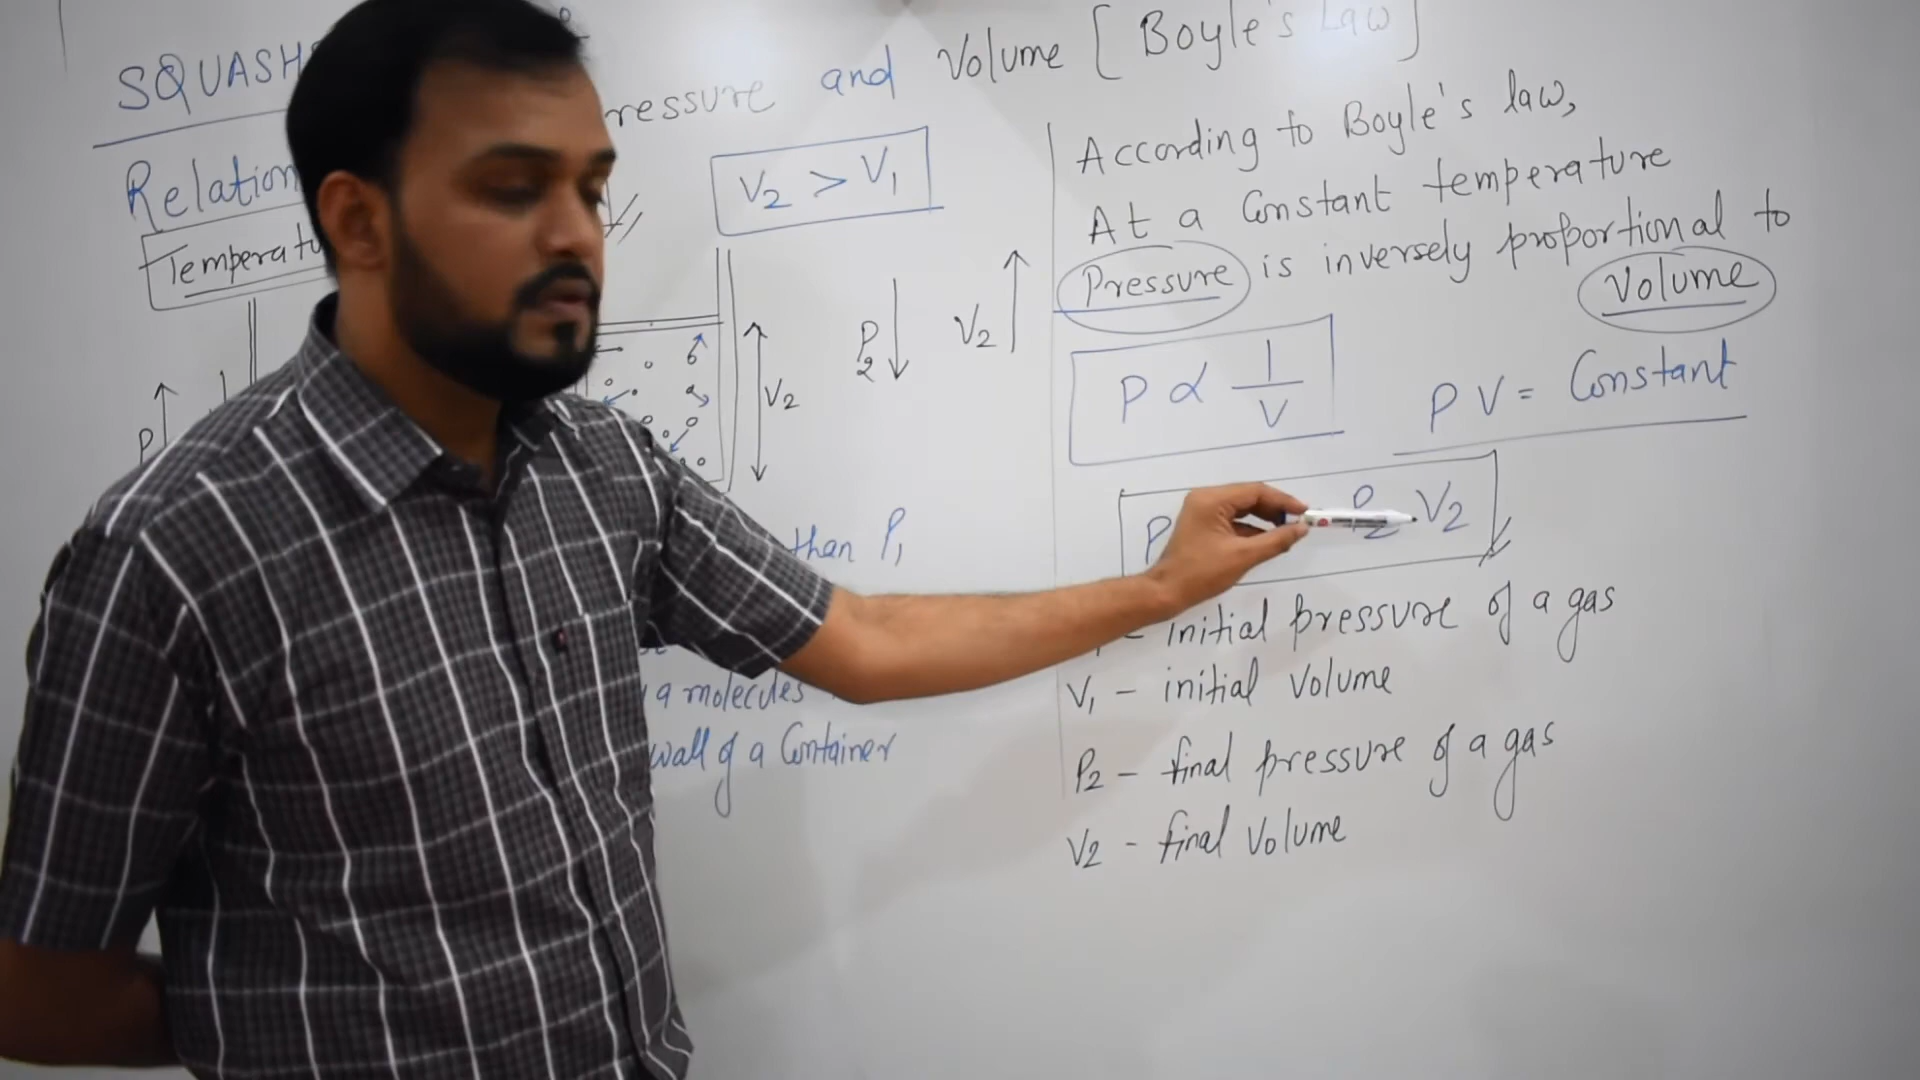 SQUASH
ressure and Volume [Boyle's Law]
Relation
Temperatu
V2 > V1
P
V2
P2 ↓ V2 ↑
than P1
a molecules
wall of a Container
According to Boyle's law,
At a Constant temperature
Pressure is inversely proportional to
Volume
P ∝ 1/V
PV = Constant
P P2 V2
- initial pressure of a gas
V1 - initial Volume
P2 - final pressure of a gas
V2 - final Volume